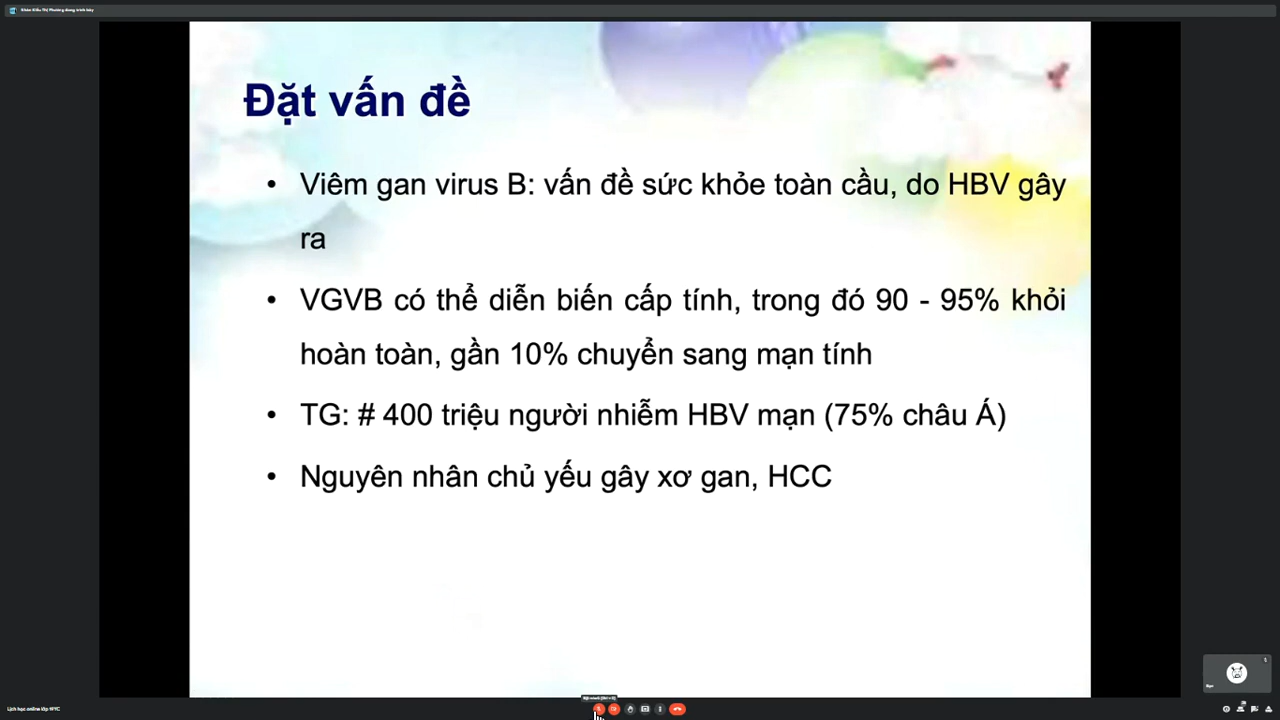 Đặt vấn đề
• Viêm gan virus B: vấn đề sức khỏe toàn cầu, do HBV gây
ra
• VGVB có thể diễn biến cấp tính, trong đó 90 - 95% khỏi
hoàn toàn, gần 10% chuyển sang mạn tính
• TG: # 400 triệu người nhiễm HBV mạn (75% châu Á)
• Nguyên nhân chủ yếu gây xơ gan, HCC